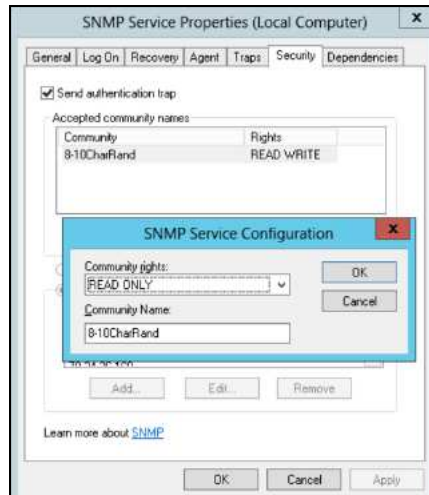 SNMP Service Properties (Local Computer)
x
General Log On Recovery Agent Traps Security Dependencies
Send authentication trap
Accepted community names
Community Rights
8-10CharRand READ WRITE
SNMP Service Configuration
x
Community rights:
READ ONLY
OK
Cancel
Community Name:
8-10CharRand
Add... Edit... Remove
Learn more about SNMP
OK Cancel Apply